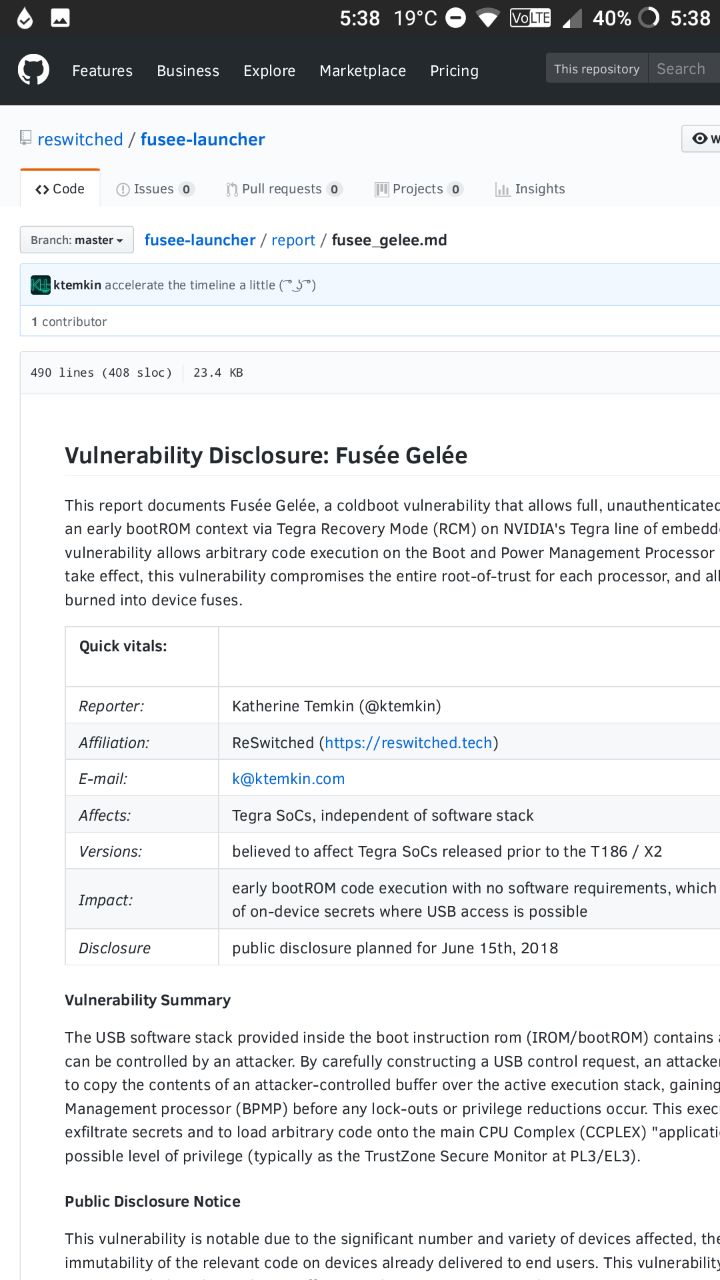 5:38 19°C VoLTE 40% 5:38
Features Business Explore Marketplace Pricing This repository Search
reswitched / fusee-launcher
Code Issues 0 Pull requests 0 Projects 0 Insights
Branch: master fusee-launcher / report / fusee_gelee.md
ktemkin accelerate the timeline a little ( ͡° ͜ʖ ͡°)
1 contributor
490 lines (408 sloc) 23.4 KB
Vulnerability Disclosure: Fusée Gelée
This report documents Fusée Gelée, a coldboot vulnerability that allows full, unauthenticated
an early bootROM context via Tegra Recovery Mode (RCM) on NVIDIA's Tegra line of embedd
vulnerability allows arbitrary code execution on the Boot and Power Management Processor
take effect, this vulnerability compromises the entire root-of-trust for each processor, and all
burned into device fuses.
Quick vitals:
Reporter: Katherine Temkin (@ktemkin)
Affiliation: ReSwitched (https://reswitched.tech)
E-mail: k@ktemkin.com
Affects: Tegra SoCs, independent of software stack
Versions: believed to affect Tegra SoCs released prior to the T186 / X2
Impact: early bootROM code execution with no software requirements, which
of on-device secrets where USB access is possible
Disclosure public disclosure planned for June 15th, 2018
Vulnerability Summary
The USB software stack provided inside the boot instruction rom (IROM/bootROM) contains
can be controlled by an attacker. By carefully constructing a USB control request, an attacker
to copy the contents of an attacker-controlled buffer over the active execution stack, gaining
Management processor (BPMP) before any lock-outs or privilege reductions occur. This exec
exfiltrate secrets and to load arbitrary code onto the main CPU Complex (CCPLEX) "applicati
possible level of privilege (typically as the TrustZone Secure Monitor at PL3/EL3).
Public Disclosure Notice
This vulnerability is notable due to the significant number and variety of devices affected, the
immutability of the relevant code on devices already delivered to end users. This vulnerability